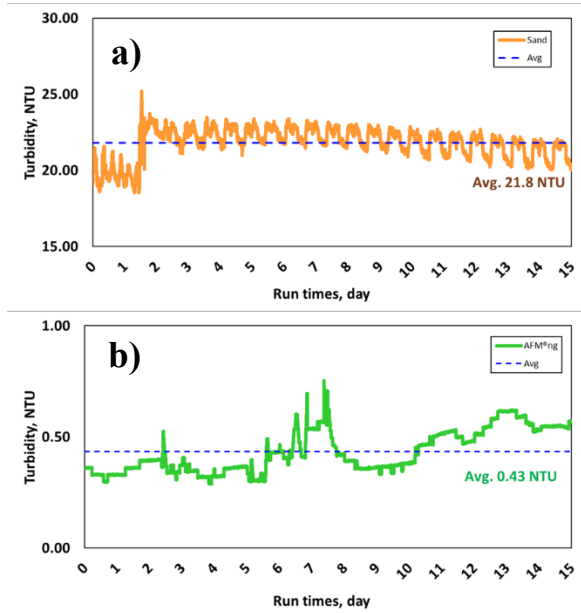 a)
30.00
25.00
20.00
15.00
Turbidity, NTU
Sand
Avg
Avg. 21.8 NTU
0 1 2 3 4 5 6 7 8 9 10 11 12 13 14 15
Run times, day
b)
1.00
0.50
0.00
Turbidity, NTU
AFM®ng
Avg
Avg. 0.43 NTU
0 1 2 3 4 5 6 7 8 9 10 11 12 13 14 15
Run times, day